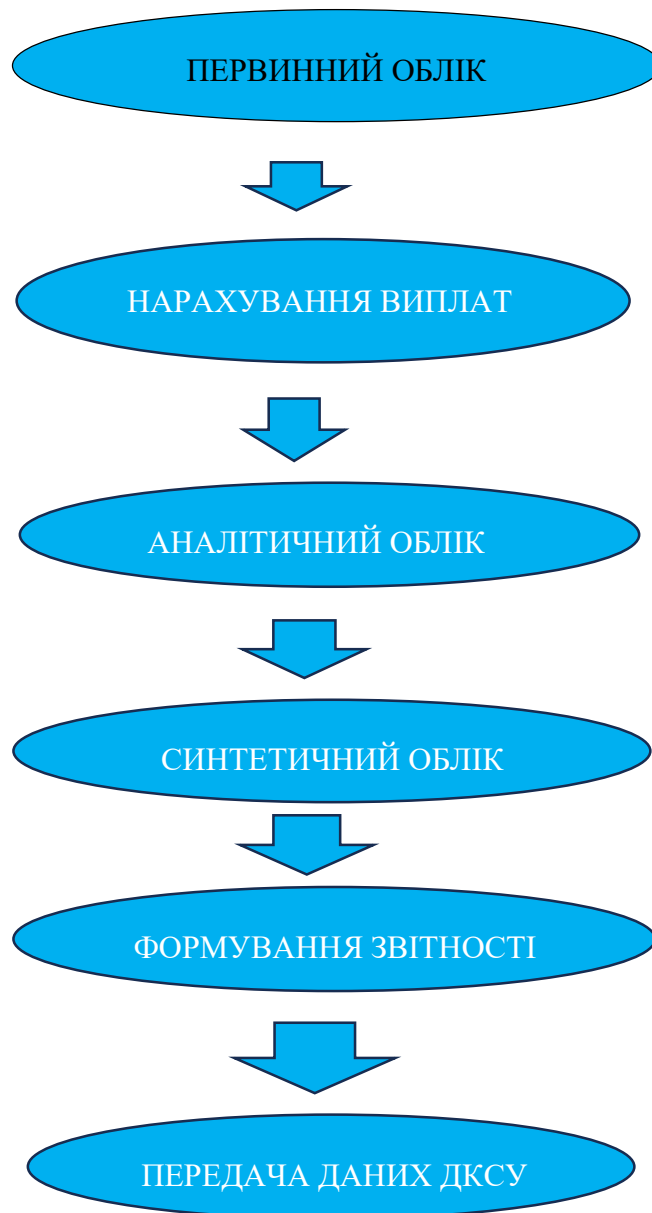 ПЕРВИННИЙ ОБЛІК
НАРАХУВАННЯ ВИПЛАТ
АНАЛІТИЧНИЙ ОБЛІК
СИНТЕТИЧНИЙ ОБЛІК
ФОРМУВАННЯ ЗВІТНОСТІ
ПЕРЕДАЧА ДАНИХ ДКСУ